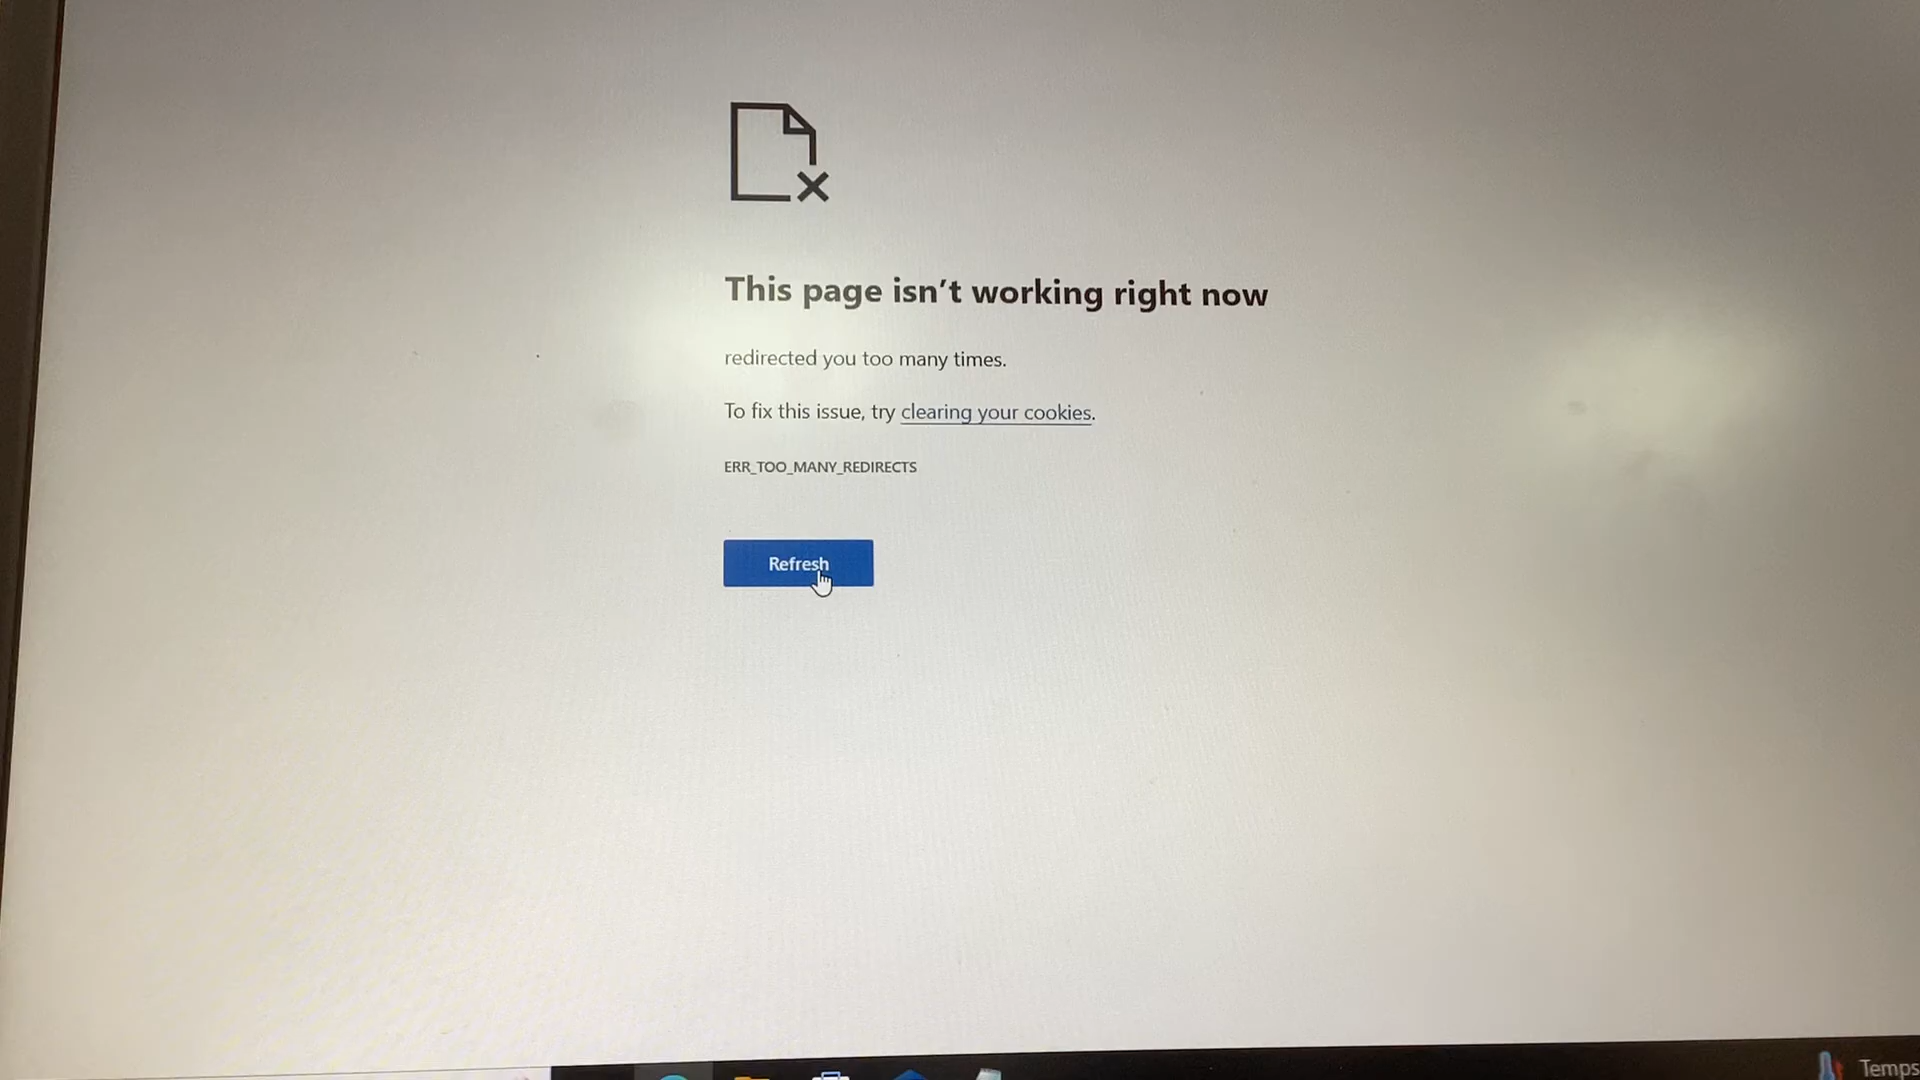 This page isn’t working right now
redirected you too many times.
To fix this issue, try clearing your cookies.
ERR_TOO_MANY_REDIRECTS
Refresh
Temps